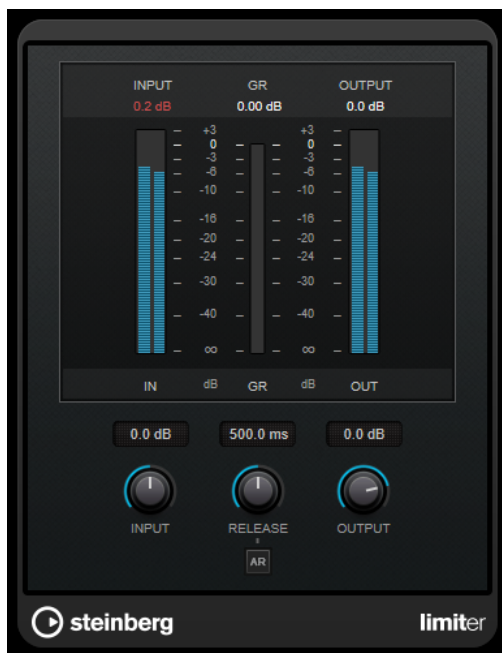 INPUT GR OUTPUT
0.2 dB 0.00 dB 0.0 dB
+3 +3
0 0
-3 -3
-6 -6
-10 -10
-16 -16
-20 -20
-24 -24
-30 -30
-40 -40
∞ ∞
IN dB GR dB OUT
0.0 dB 500.0 ms 0.0 dB
INPUT RELEASE OUTPUT
AR
steinberg limiter